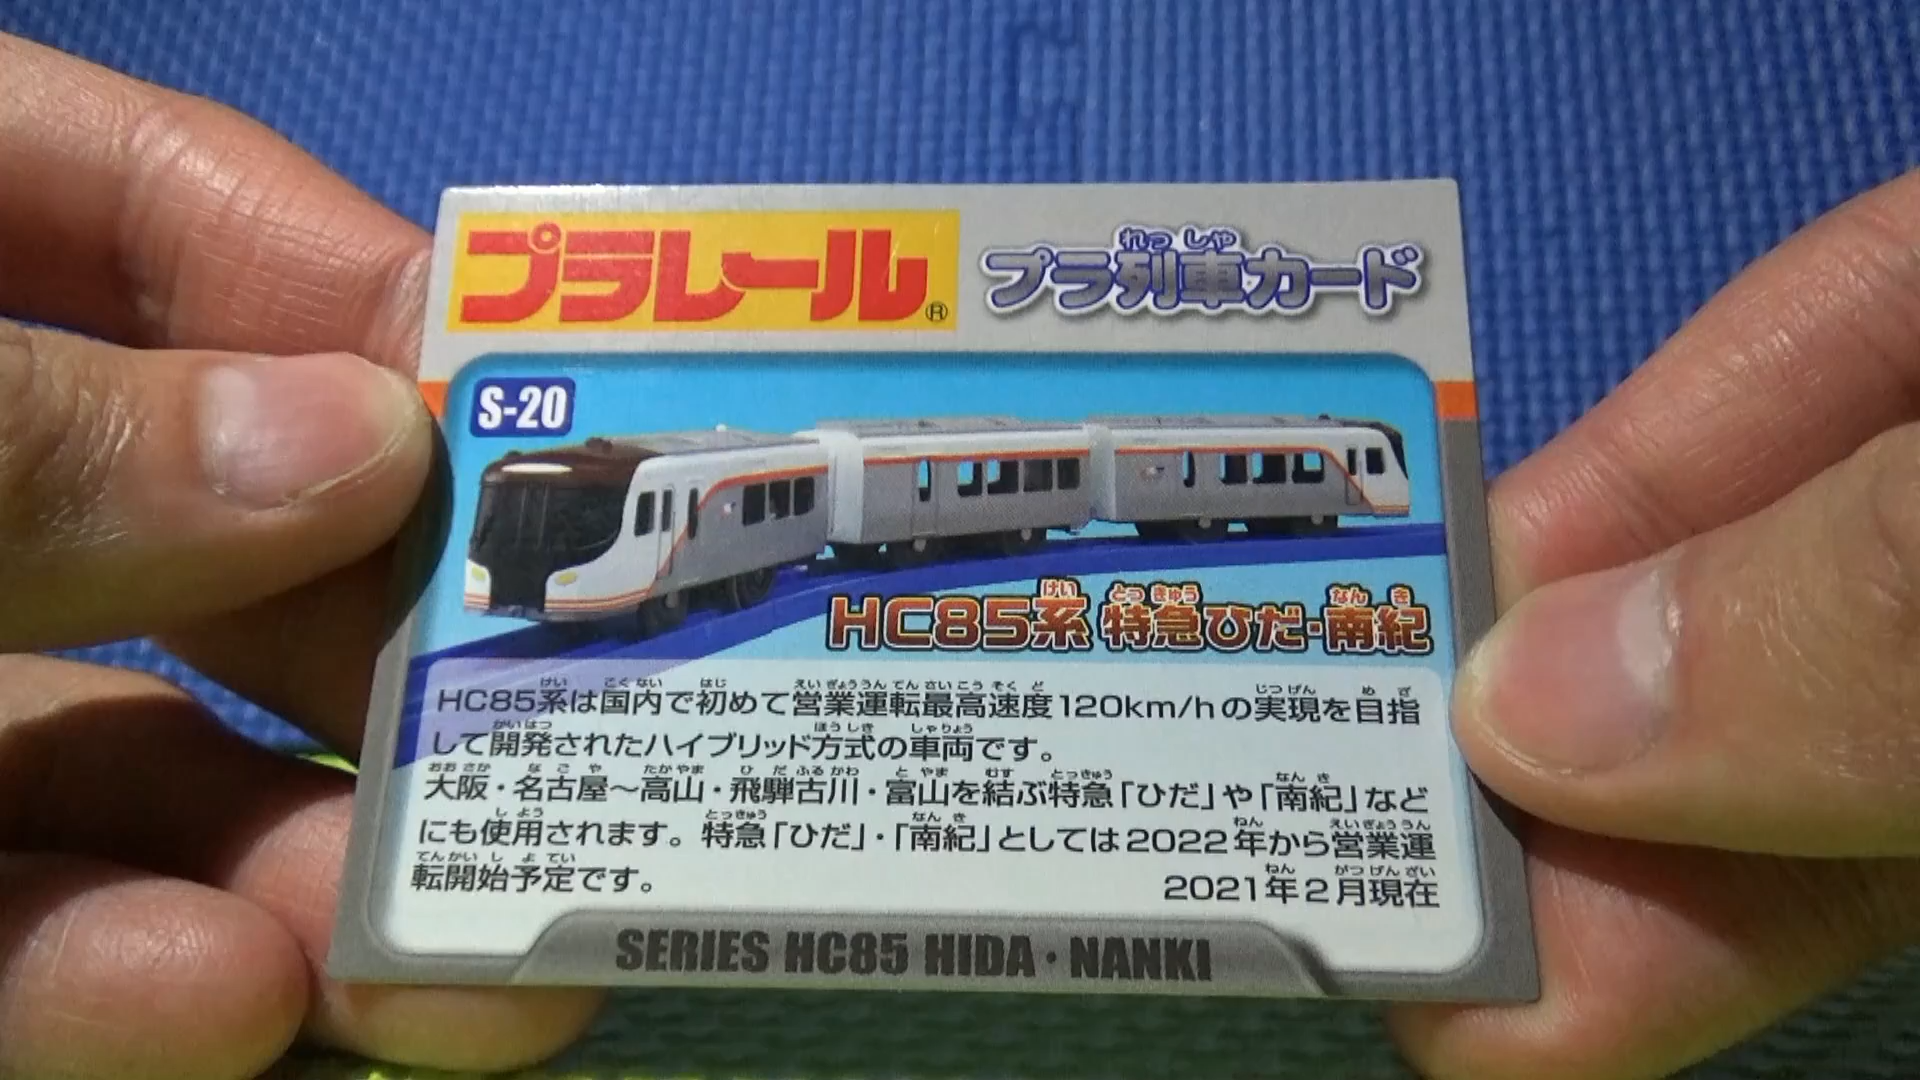 プラレール®
れっしゃ
プラ列車カード
S-20
けい とっきゅう なんき
HC85系 特急ひだ・南紀
けい こくない はじ えいぎょううんてんさいこうそくど じつげん めざ
HC85系は国内で初めて営業運転最高速度120km/hの実現を目指
かいはつ ほうしき しゃりょう
して開発されたハイブリッド方式の車両です。
おおさか なごや たかやま ひだふるかわ とやま むす とっきゅう なんき
大阪・名古屋～高山・飛騨古川・富山を結ぶ特急「ひだ」や「南紀」など
しよう とっきゅう なんき ねん えいぎょううん
にも使用されます。特急「ひだ」・「南紀」としては2022年から営業運
てんかいしよてい
転開始予定です。
ねん がつげんざい
2021年2月現在
SERIES HC85 HIDA・NANKI